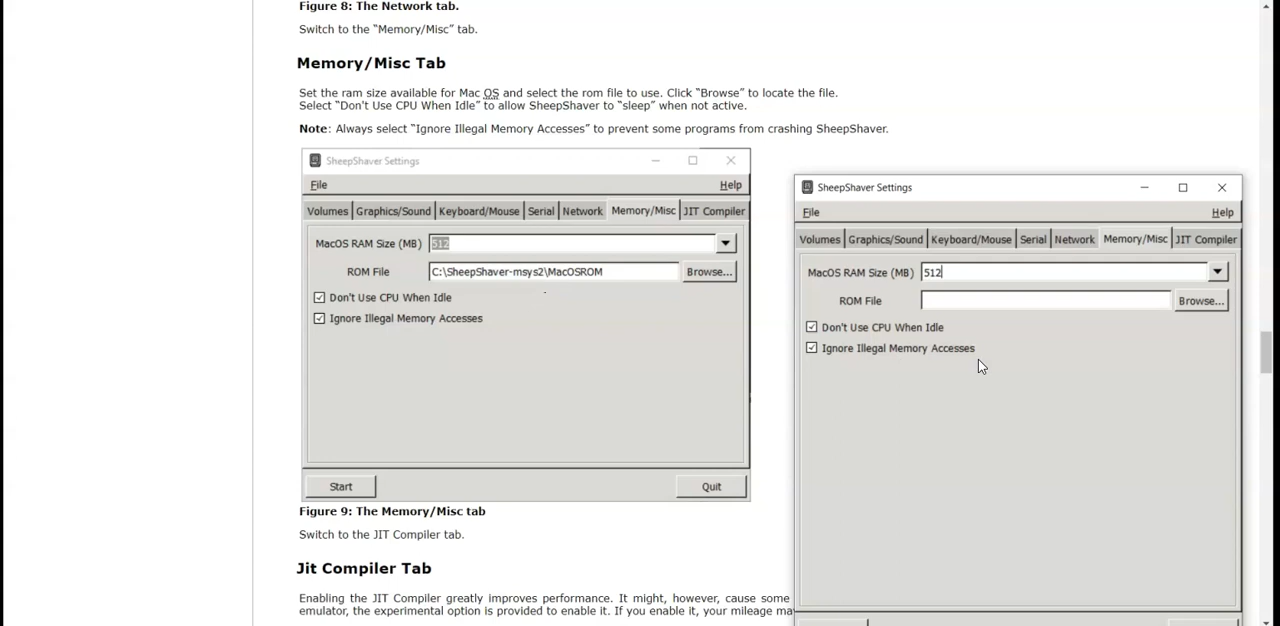 Figure 8: The Network tab.
Switch to the “Memory/Misc” tab.
Memory/Misc Tab
Set the ram size available for Mac OS and select the rom file to use. Click “Browse” to locate the file.
Select “Don't Use CPU When Idle” to allow SheepShaver to “sleep” when not active.
Note: Always select “Ignore Illegal Memory Accesses” to prevent some programs from crashing SheepShaver.
SheepShaver Settings
File Help
Volumes Graphics/Sound Keyboard/Mouse Serial Network Memory/Misc JIT Compiler
MacOS RAM Size (MB) 512
ROM File C:\SheepShaver-msys2\MacOSROM Browse...
Don't Use CPU When Idle
Ignore Illegal Memory Accesses
Start Quit
Figure 9: The Memory/Misc tab
Switch to the JIT Compiler tab.
Jit Compiler Tab
Enabling the JIT Compiler greatly improves performance. It might, however, cause some
emulator, the experimental option is provided to enable it. If you enable it, your mileage ma
SheepShaver Settings
File Help
Volumes Graphics/Sound Keyboard/Mouse Serial Network Memory/Misc JIT Compiler
MacOS RAM Size (MB) 512
ROM File Browse...
Don't Use CPU When Idle
Ignore Illegal Memory Accesses